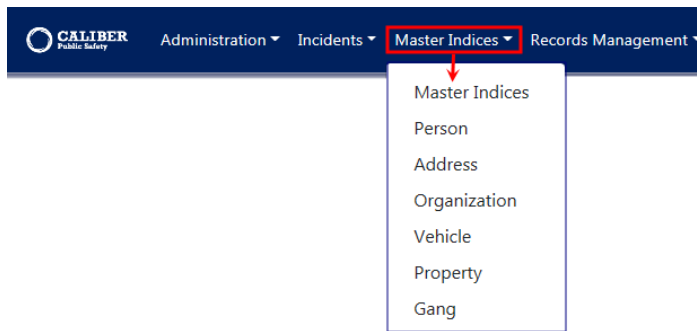 CALIBER
Public Safety
Administration Incidents Master Indices Records Management
Master Indices
Person
Address
Organization
Vehicle
Property
Gang